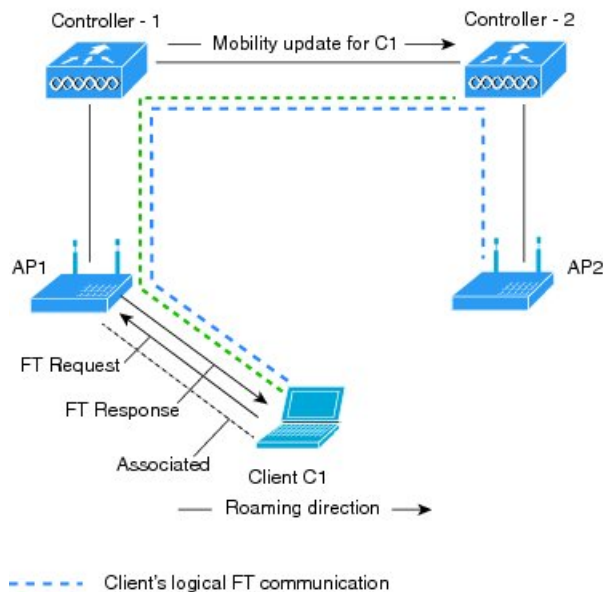 Controller - 1
Controller - 2
Mobility update for C1
AP1
AP2
FT Request
FT Response
Associated
Client C1
Roaming direction
Client's logical FT communication